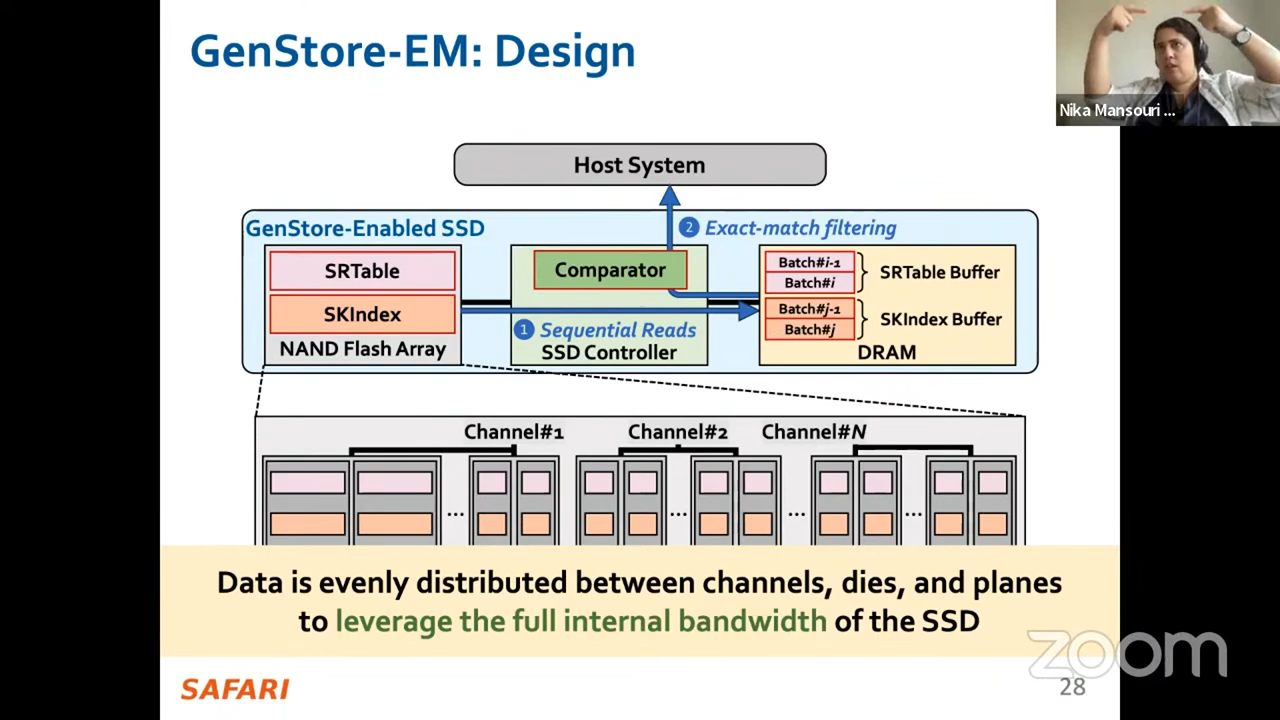 GenStore-EM: Design
Nika Mansouri ...
Host System
GenStore-Enabled SSD
2 Exact-match filtering
SRTable
SKIndex
NAND Flash Array
Comparator
1 Sequential Reads
SSD Controller
Batch#i-1
Batch#i
SRTable Buffer
Batch#j-1
Batch#j
SKIndex Buffer
DRAM
Channel#1
Channel#2
Channel#N
...
...
...
...
Data is evenly distributed between channels, dies, and planes
to leverage the full internal bandwidth of the SSD
SAFARI
zoom
28